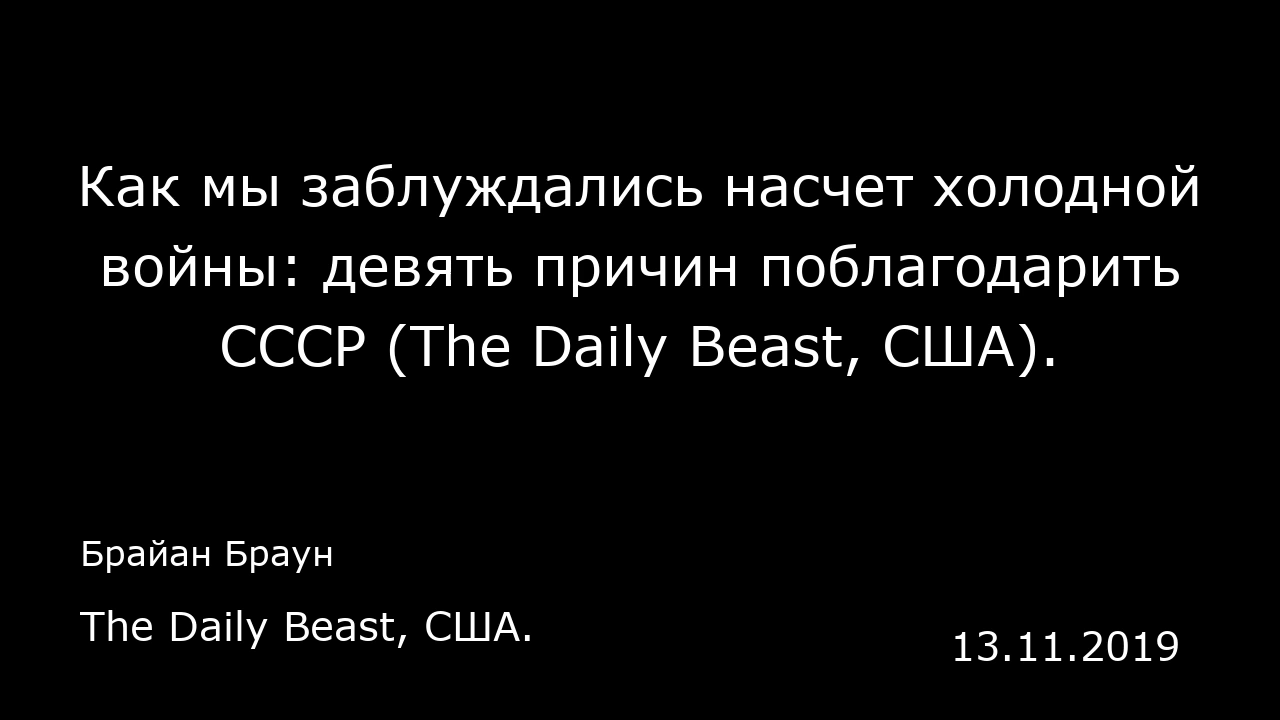 Как мы заблуждались насчет холодной
войны: девять причин поблагодарить
СССР (The Daily Beast, США).
Брайан Браун
The Daily Beast, США.
13.11.2019